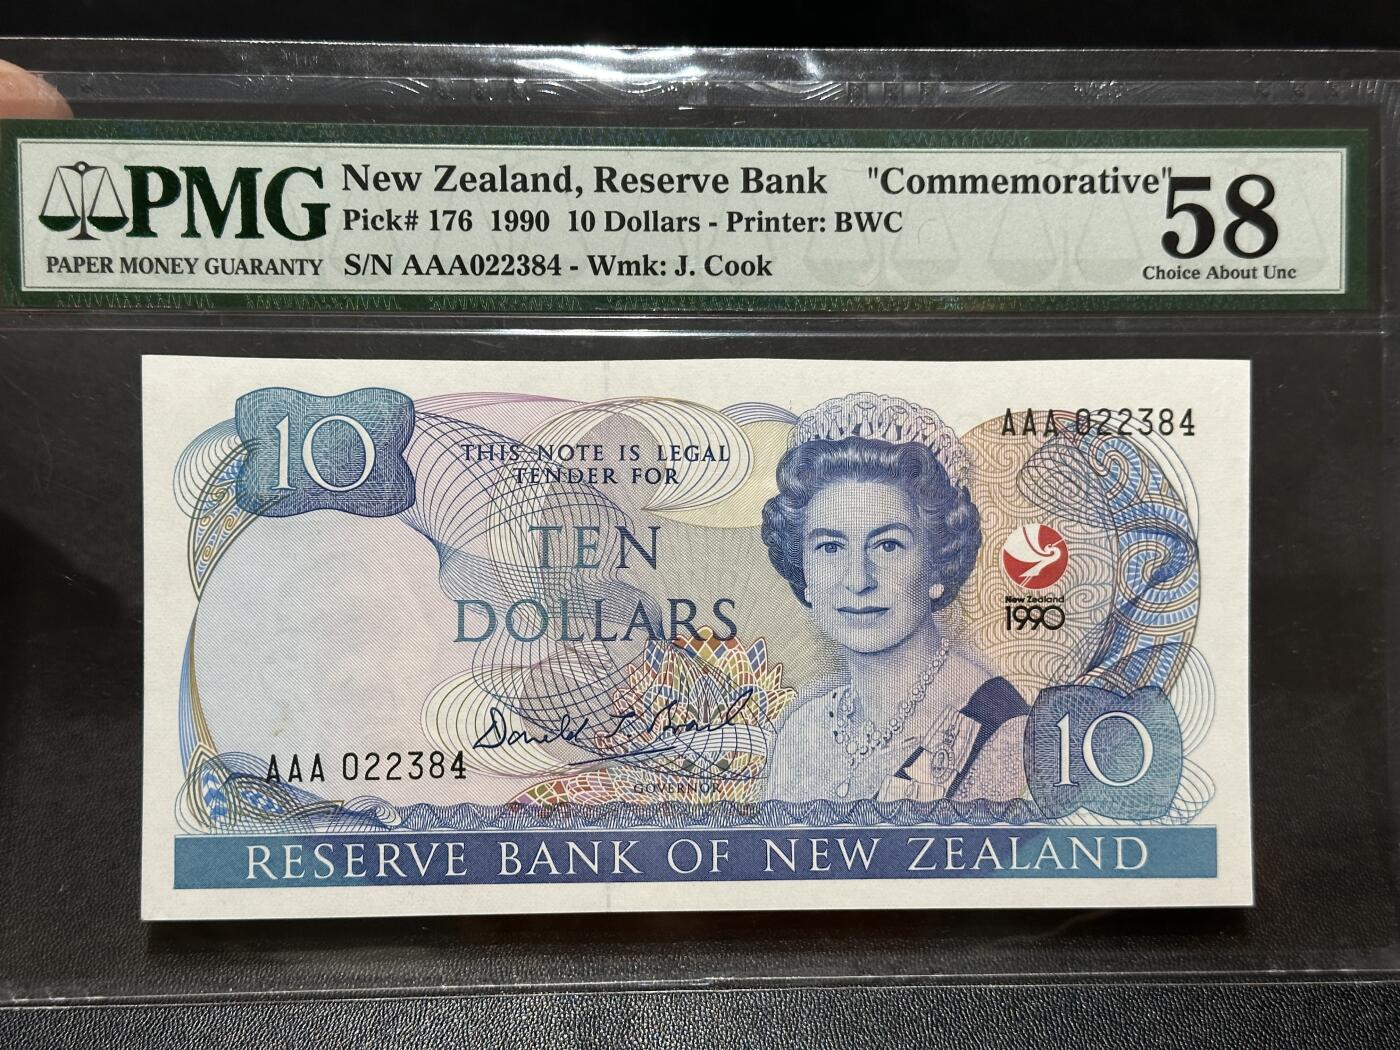 PMG
PAPER MONEY GUARANTY
New Zealand, Reserve Bank "Commemorative"
Pick# 176 1990 10 Dollars - Printer: BWC
S/N AAA022384 - Wmk: J. Cook
58
Choice About Unc
10
THIS NOTE IS LEGAL
TENDER FOR
TEN
DOLLARS
AAA 022384
New Zealand
1990
AAA 022384
Donald T. Brash
GOVERNOR
10
RESERVE BANK OF NEW ZEALAND